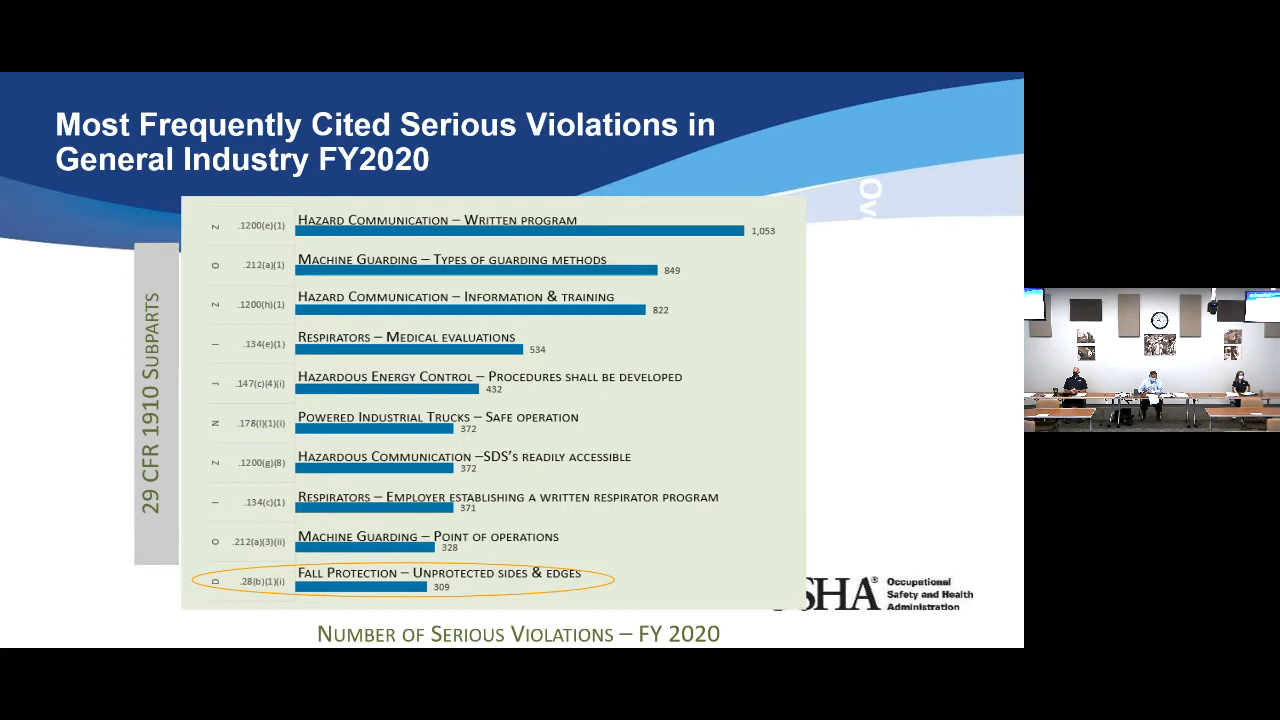 Most Frequently Cited Serious Violations in
General Industry FY2020
Ov
29 CFR 1910 SUBPARTS
Z .1200(e)(1) HAZARD COMMUNICATION – WRITTEN PROGRAM 1,053
O .212(a)(1) MACHINE GUARDING – TYPES OF GUARDING METHODS 849
Z .1200(h)(1) HAZARD COMMUNICATION – INFORMATION & TRAINING 822
I .134(e)(1) RESPIRATORS – MEDICAL EVALUATIONS 534
J .147(c)(4)(i) HAZARDOUS ENERGY CONTROL – PROCEDURES SHALL BE DEVELOPED 432
N .178(l)(1)(i) POWERED INDUSTRIAL TRUCKS – SAFE OPERATION 372
Z .1200(g)(8) HAZARDOUS COMMUNICATION –SDS'S READILY ACCESSIBLE 372
I .134(c)(1) RESPIRATORS – EMPLOYER ESTABLISHING A WRITTEN RESPIRATOR PROGRAM 371
O .212(a)(3)(ii) MACHINE GUARDING – POINT OF OPERATIONS 328
D .28(b)(1)(i) FALL PROTECTION – UNPROTECTED SIDES & EDGES 309
SHA® Occupational
Safety and Health
Administration
NUMBER OF SERIOUS VIOLATIONS – FY 2020